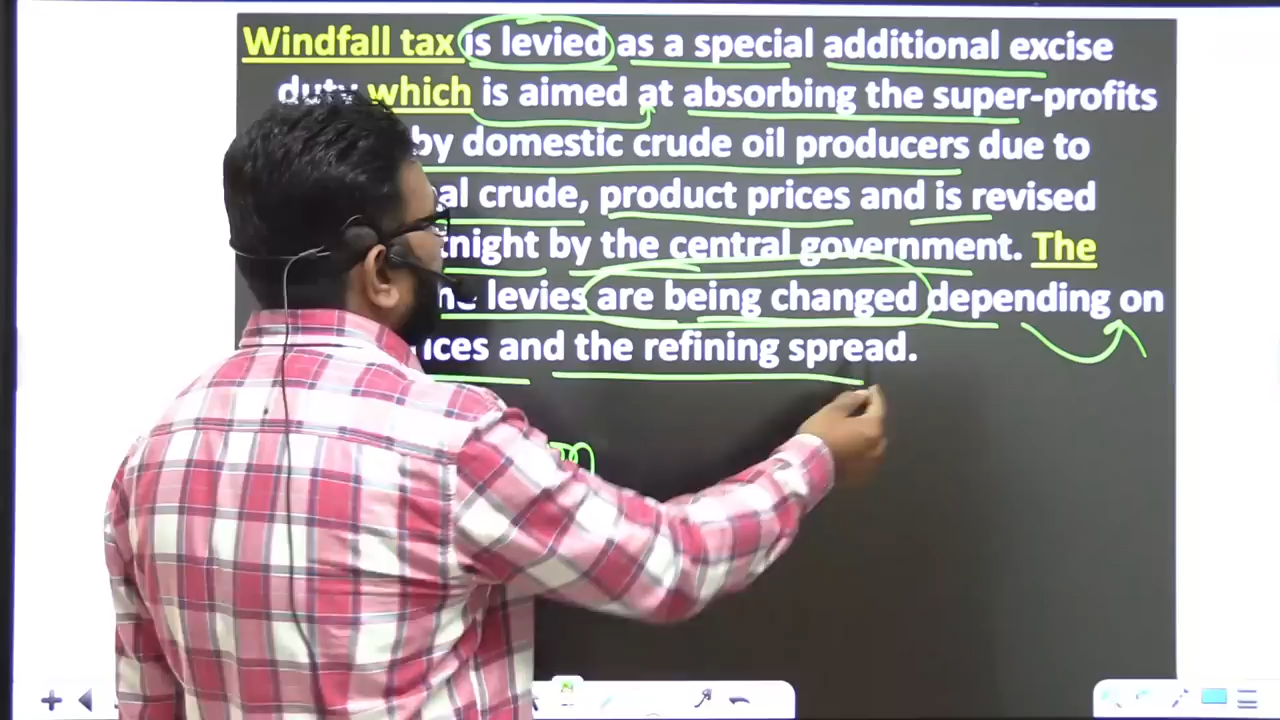 Windfall tax is levied as a special additional excise
duty which is aimed at absorbing the super-profits
by domestic crude oil producers due to
crude, product prices and is revised
by the central government. The
levies are being changed depending on
and the refining spread.